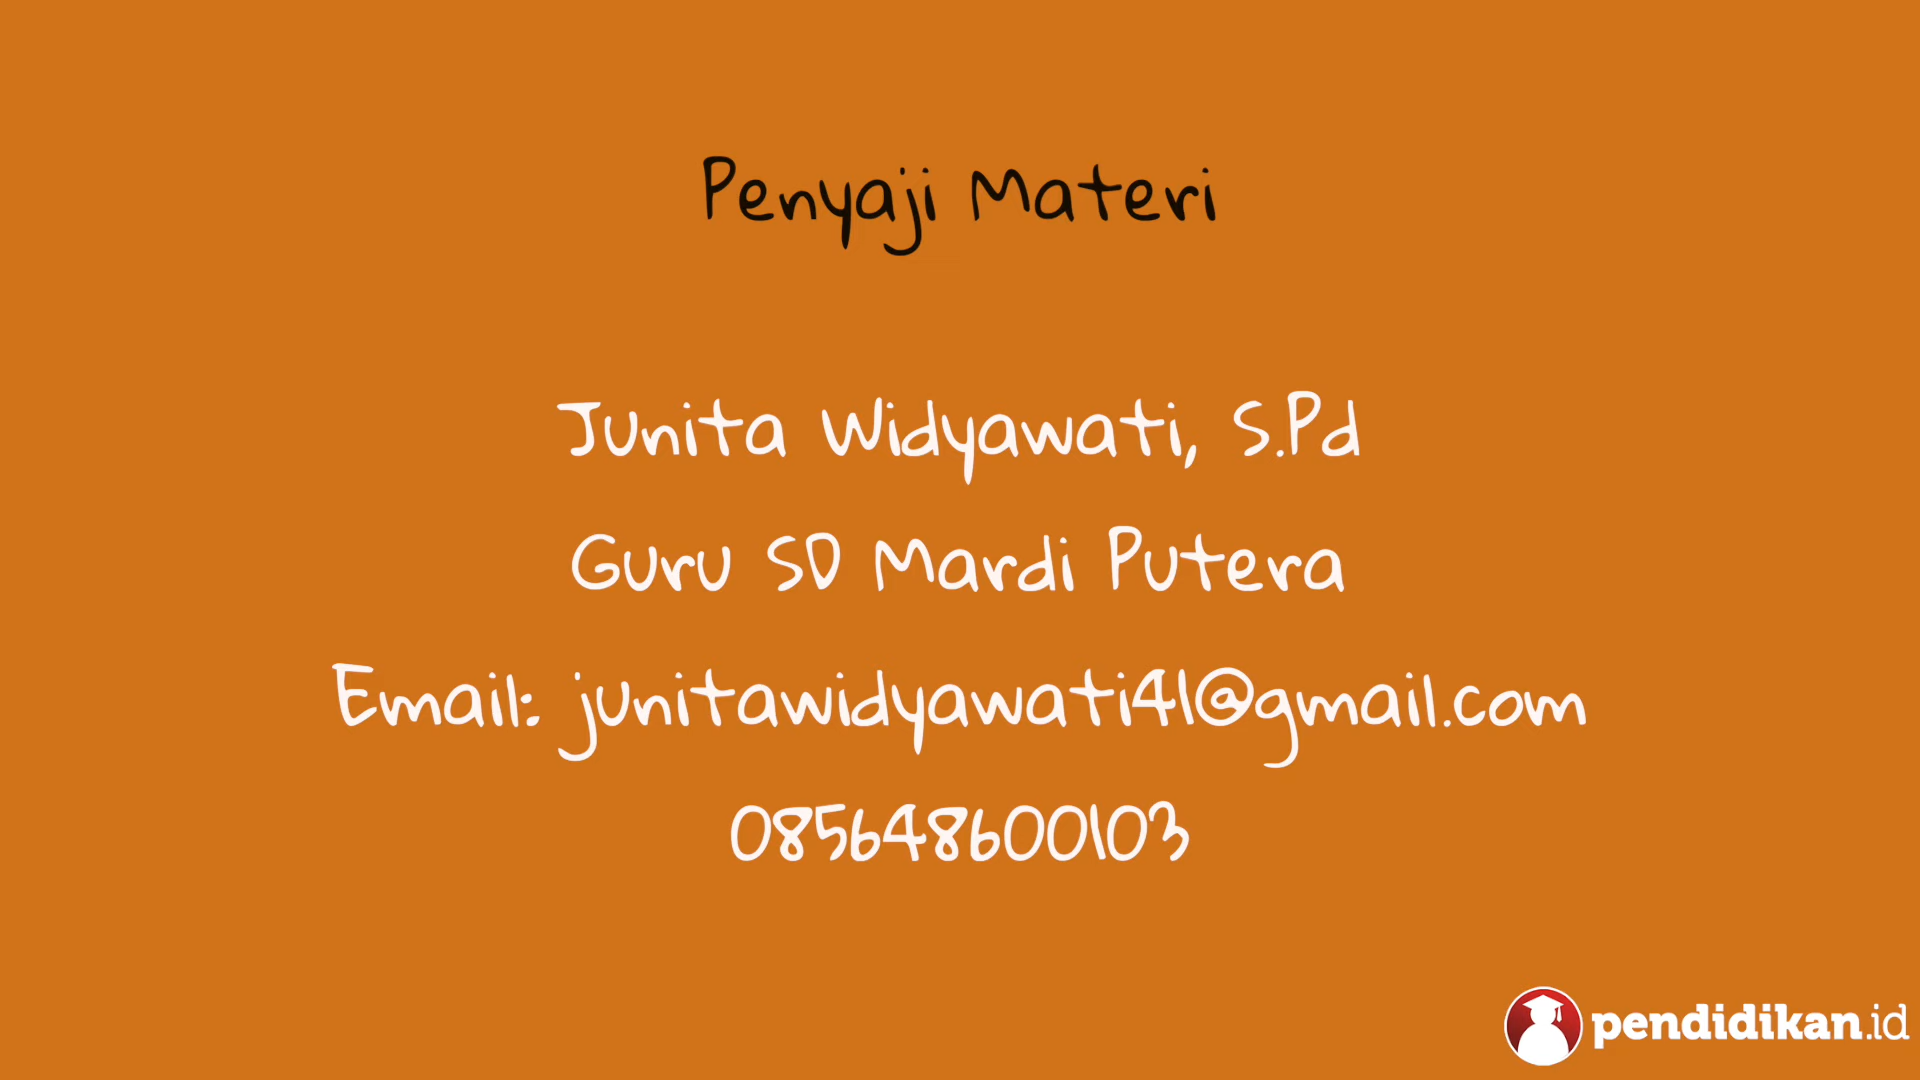 Penyaji Materi
Junita Widyawati, S.Pd
Guru SD Mardi Putera
Email: junitawidyawati41@gmail.com
085648600103
pendidikan.id